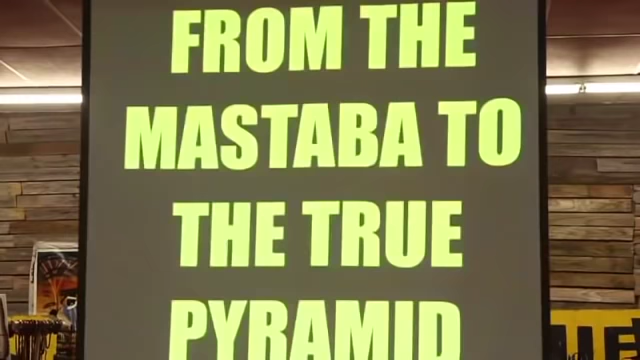 FROM THE
MASTABA TO
THE TRUE
PYRAMID